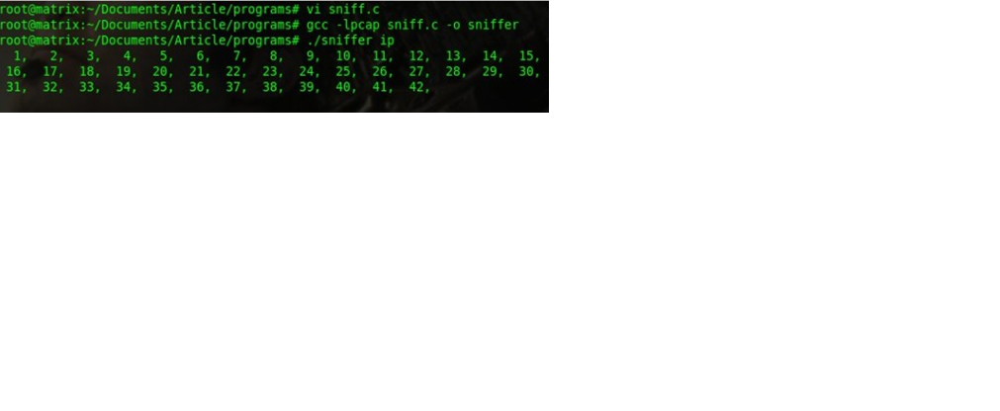 root@matrix:~/Documents/Article/programs# vi sniff.c
root@matrix:~/Documents/Article/programs# gcc -lpcap sniff.c -o sniffer
root@matrix:~/Documents/Article/programs# ./sniffer ip
1, 2, 3, 4, 5, 6, 7, 8, 9, 10, 11, 12, 13, 14, 15,
16, 17, 18, 19, 20, 21, 22, 23, 24, 25, 26, 27, 28, 29, 30,
31, 32, 33, 34, 35, 36, 37, 38, 39, 40, 41, 42,